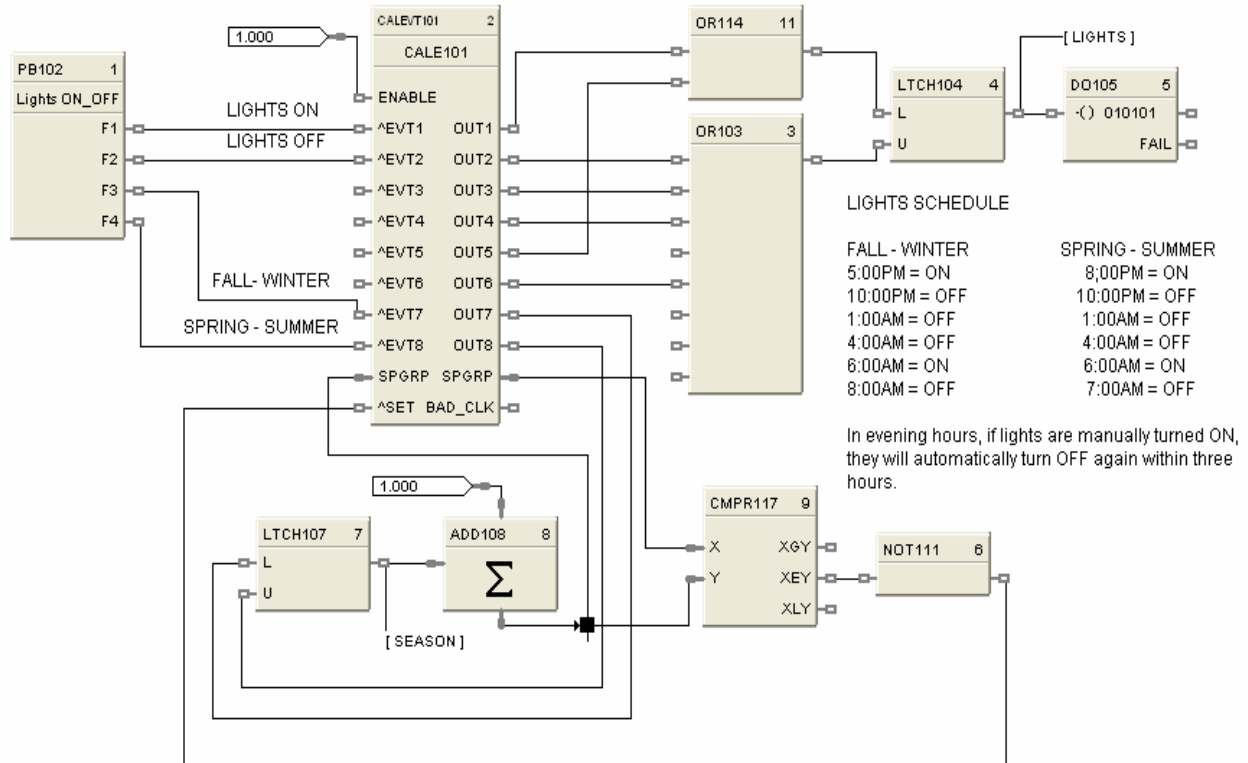 PB102 1
Lights ON_OFF
F1
F2
F3
F4
LIGHTS ON
LIGHTS OFF
FALL- WINTER
SPRING - SUMMER
1.000
CALEVT101 2
CALE101
ENABLE
^EVT1 OUT1
^EVT2 OUT2
^EVT3 OUT3
^EVT4 OUT4
^EVT5 OUT5
^EVT6 OUT6
^EVT7 OUT7
^EVT8 OUT8
SPGRP SPGRP
^SET BAD_CLK
OR114 11
OR103 3
LTCH104 4
L
U
[ LIGHTS ]
DO105 5
-() 010101
FAIL
LIGHTS SCHEDULE
FALL - WINTER
5:00PM = ON
10:00PM = OFF
1:00AM = OFF
4:00AM = OFF
6:00AM = ON
8:00AM = OFF
SPRING - SUMMER
8;00PM = ON
10:00PM = OFF
1:00AM = OFF
4:00AM = OFF
6:00AM = ON
7:00AM = OFF
In evening hours, if lights are manually turned ON,
they will automatically turn OFF again within three
hours.
1.000
LTCH107 7
L
U
[ SEASON ]
ADD108 8
Σ
CMPR117 9
X XGY
Y XEY
XLY
NOT111 6